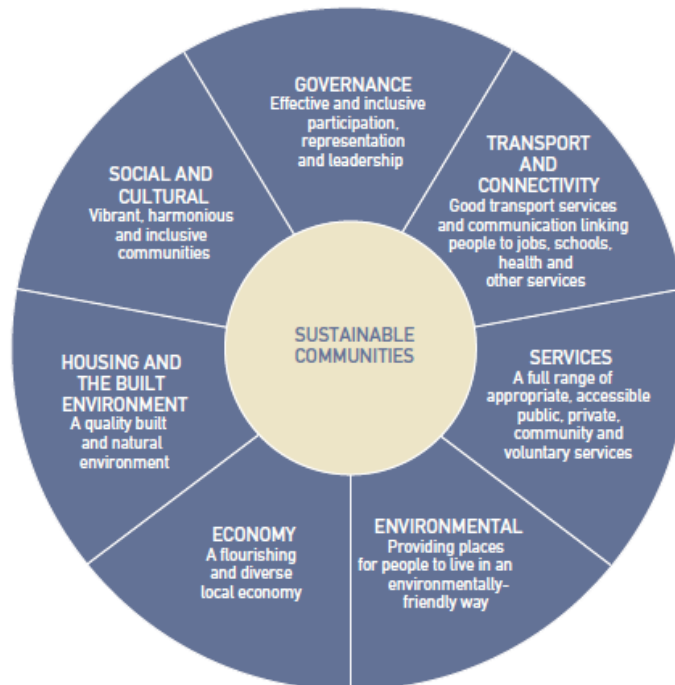 GOVERNANCE
Effective and inclusive
participation,
representation
and leadership
TRANSPORT
AND
CONNECTIVITY
Good transport services
and communication linking
people to jobs, schools,
health and
other services
SERVICES
A full range of
appropriate, accessible
public, private,
community and
voluntary services
ENVIRONMENTAL
Providing places
for people to live in an
environmentally-
friendly way
ECONOMY
A flourishing
and diverse
local economy
HOUSING AND
THE BUILT
ENVIRONMENT
A quality built
and natural
environment
SOCIAL AND
CULTURAL
Vibrant, harmonious
and inclusive
communities
SUSTAINABLE
COMMUNITIES